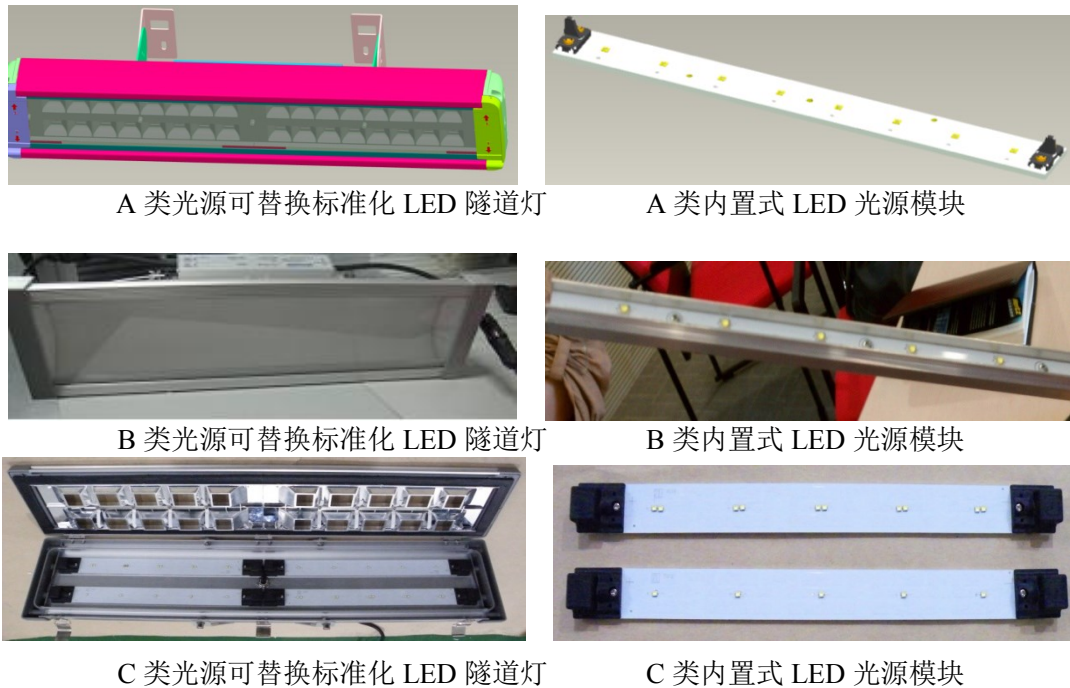 A 类光源可替换标准化 LED 隧道灯
A 类内置式 LED 光源模块
B 类光源可替换标准化 LED 隧道灯
B 类内置式 LED 光源模块
C 类光源可替换标准化 LED 隧道灯
C 类内置式 LED 光源模块